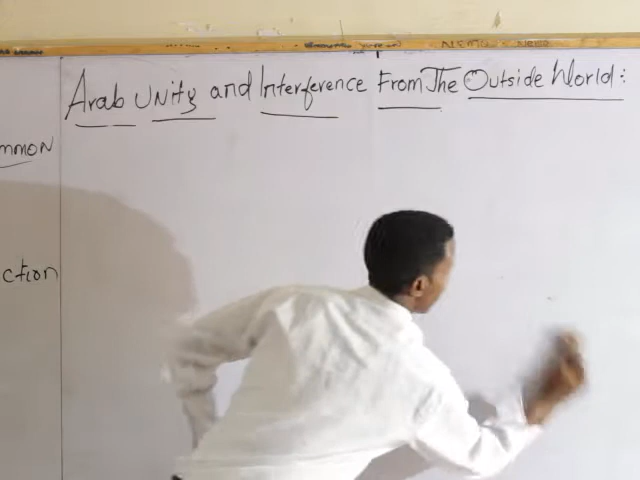 Arab Unity and Interference From The Outside World:
mmon
ction